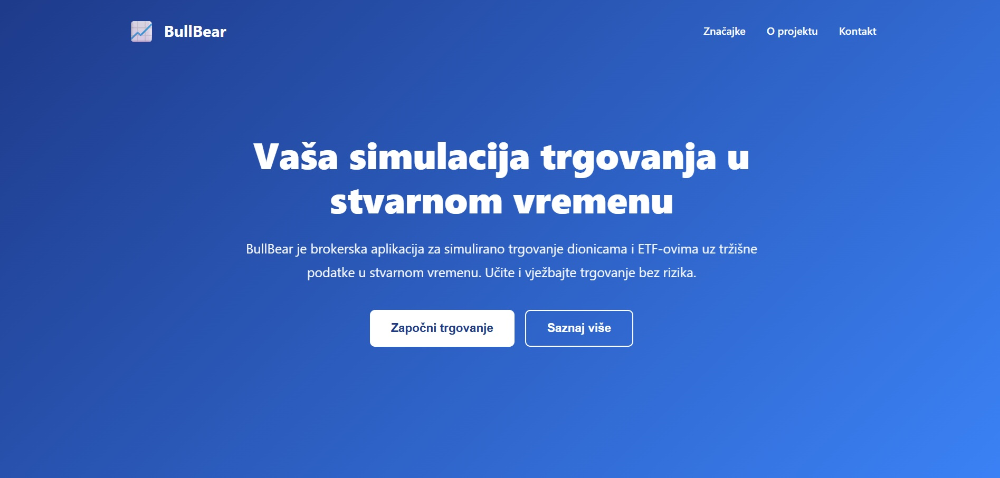 BullBear
Značajke
O projektu
Kontakt
Vaša simulacija trgovanja u
stvarnom vremenu
BullBear je brokerska aplikacija za simulirano trgovanje dionicama i ETF-ovima uz tržišne
podatke u stvarnom vremenu. Učite i vježbajte trgovanje bez rizika.
Započni trgovanje
Saznaj više